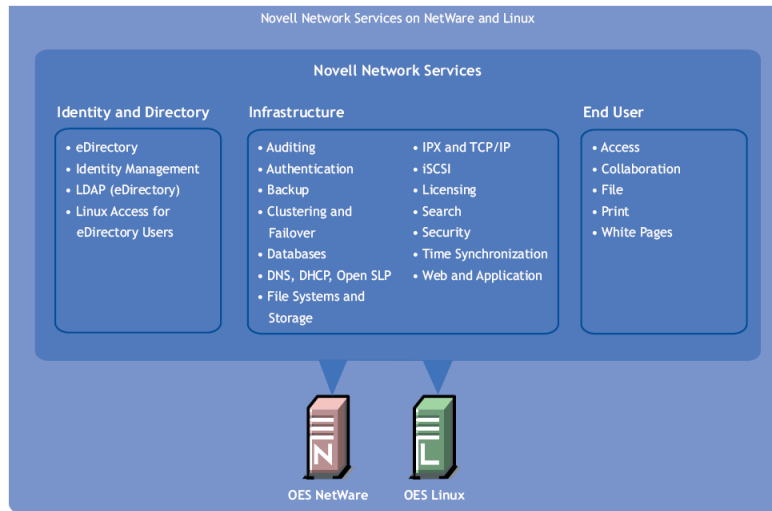 Novell Network Services on NetWare and Linux
Novell Network Services
Identity and Directory
• eDirectory
• Identity Management
• LDAP (eDirectory)
• Linux Access for
eDirectory Users
Infrastructure
• Auditing
• Authentication
• Backup
• Clustering and
Failover
• Databases
• DNS, DHCP, Open SLP
• File Systems and
Storage
• IPX and TCP/IP
• iSCSI
• Licensing
• Search
• Security
• Time Synchronization
• Web and Application
End User
• Access
• Collaboration
• File
• Print
• White Pages
N
L
OES NetWare
OES Linux